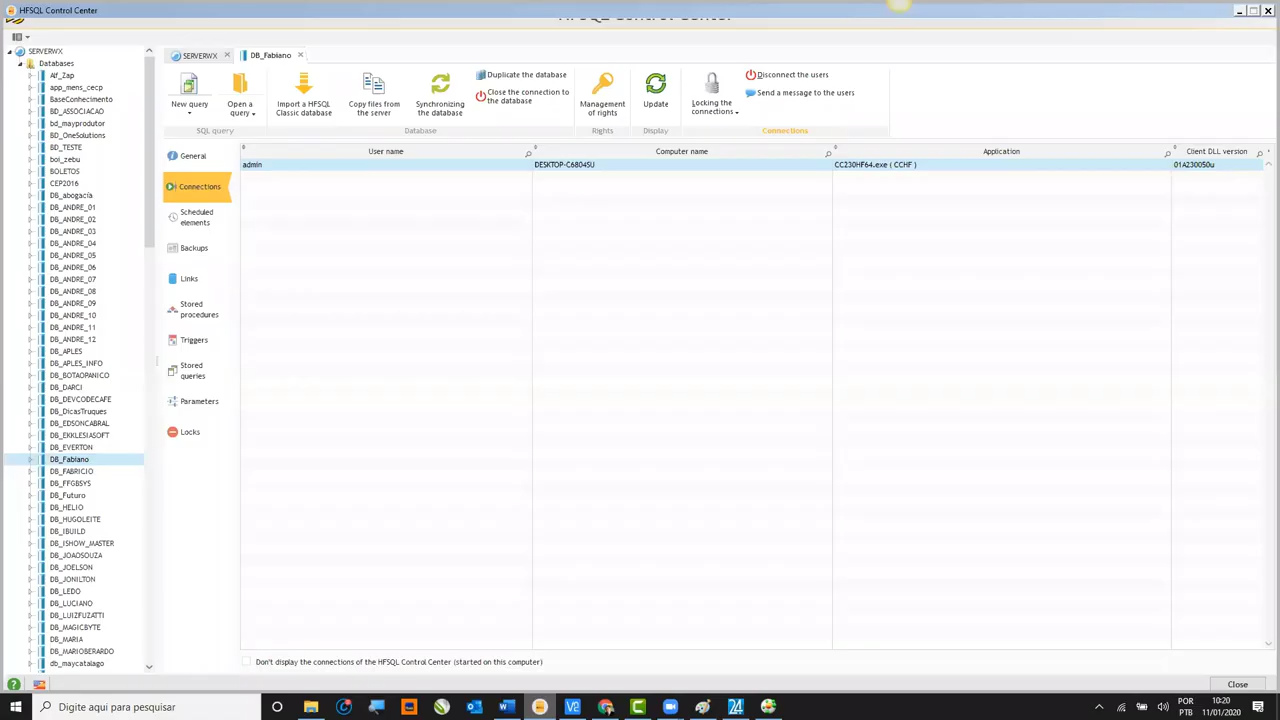 HFSQL Control Center
HFSQL Control Center
SERVERWX
Databases
Alf_Zap
app_mens_cecp
BaseConhecimento
BD_ASSOCIACAO
bd_mayprodutor
BD_OneSolutions
BD_TESTE
boi_zebu
BOLETOS
CEP2016
DB_abogacía
DB_ANDRE_01
DB_ANDRE_02
DB_ANDRE_03
DB_ANDRE_04
DB_ANDRE_05
DB_ANDRE_06
DB_ANDRE_07
DB_ANDRE_08
DB_ANDRE_09
DB_ANDRE_10
DB_ANDRE_11
DB_ANDRE_12
DB_APLES
DB_APLES_INFO
DB_BOTAOPANICO
DB_DARCI
DB_DEVCODECAFE
DB_DicasTruques
DB_EDSONCABRAL
DB_EKKLESIASOFT
DB_EVERTON
DB_Fabiano
DB_FABRICIO
DB_FFGBSYS
DB_Futuro
DB_HELIO
DB_HUGOLEITE
DB_IBUILD
DB_ISHOW_MASTER
DB_JOAOSOUZA
DB_JOELSON
DB_JONILTON
DB_LEDO
DB_LUCIANO
DB_LUIZFUZATTI
DB_MAGICBYTE
DB_MARIA
DB_MARIOBERARDO
db_maycatalago
SERVERWX
DB_Fabiano
New query
Open a query
SQL query
Import a HFSQL Classic database
Copy files from the server
Synchronizing the database
Duplicate the database
Close the connection to the database
Database
Management of rights
Rights
Update
Display
Locking the connections
Disconnect the users
Send a message to the users
Connections
General
Connections
Scheduled elements
Backups
Links
Stored procedures
Triggers
Stored queries
Parameters
Locks
User name
Computer name
Application
Client DLL version
admin
DESKTOP-C6804SU
CC230HF64.exe ( CCHF )
01A230050u
Don't display the connections of the HFSQL Control Center (started on this computer)
Close
Digite aqui para pesquisar
24
POR
PTB
10:20
11/01/2020